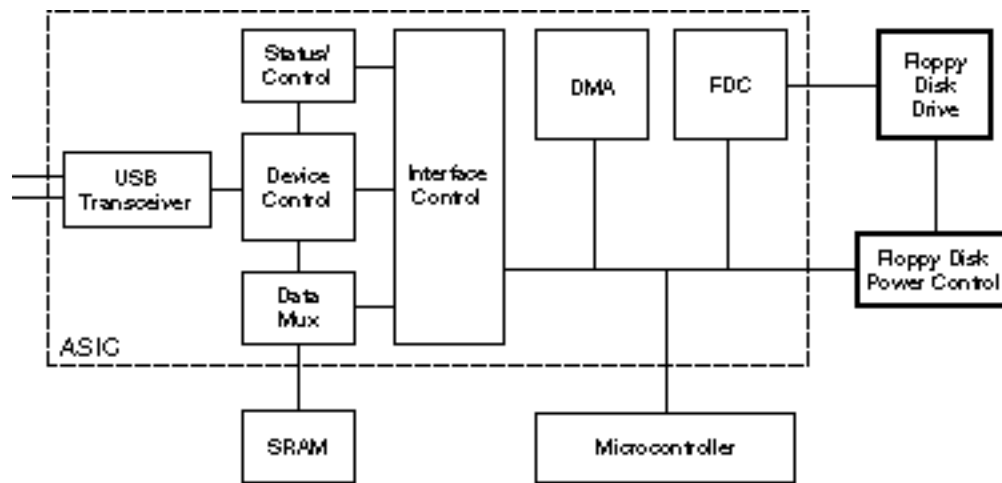 Status/
Control
DMA
FDC
Floppy
Disk
Drive
USB
Transceiver
Device
Control
Interface
Control
Data
Mux
Floppy Disk
Power Control
ASIC
SRAM
Microcontroller